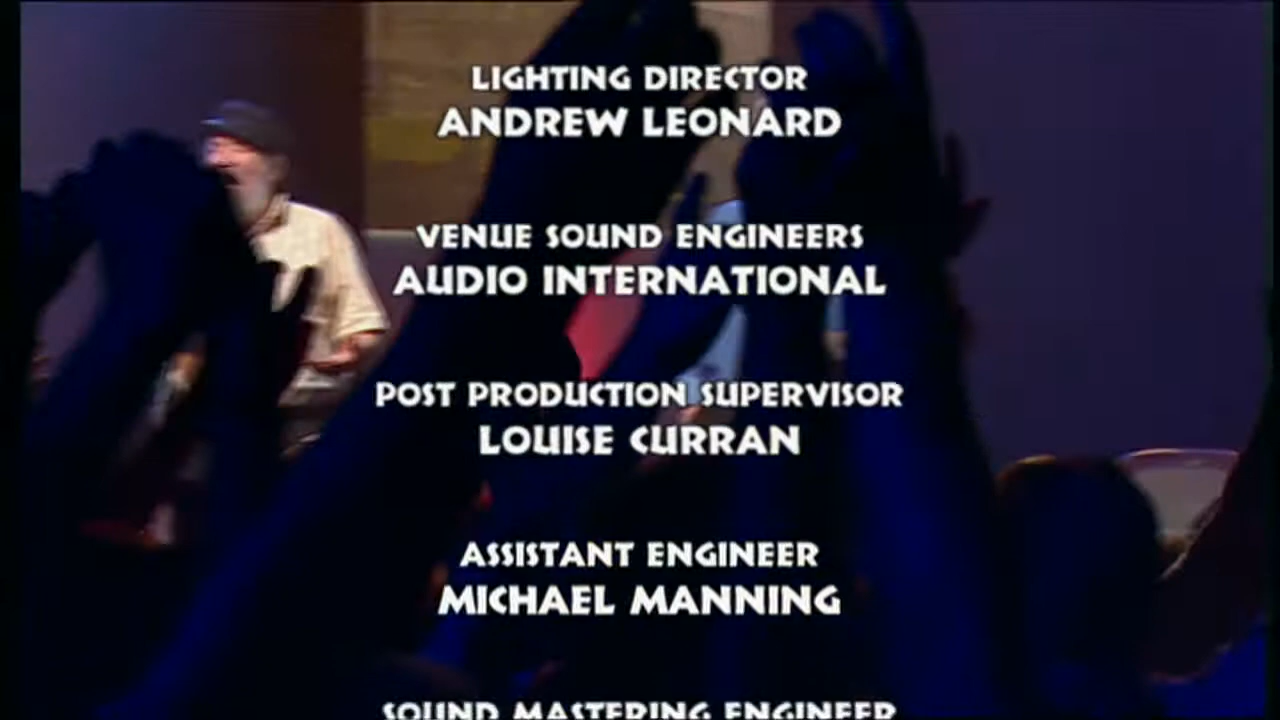 LIGHTING DIRECTOR
ANDREW LEONARD
VENUE SOUND ENGINEERS
AUDIO INTERNATIONAL
POST PRODUCTION SUPERVISOR
LOUISE CURRAN
ASSISTANT ENGINEER
MICHAEL MANNING
SOUND MASTERING ENGINEER